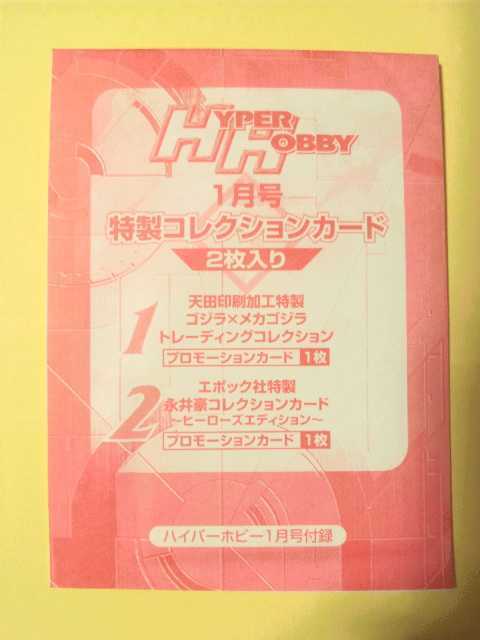 HYPER
HOBBY
1月号
特製コレクションカード
2枚入り
1
天田印刷加工特製
ゴジラ×メカゴジラ
トレーディングコレクション
プロモーションカード 1枚
2
エポック社特製
永井豪コレクションカード
～ヒーローズエディション～
プロモーションカード 1枚
ハイパーホビー1月号付録